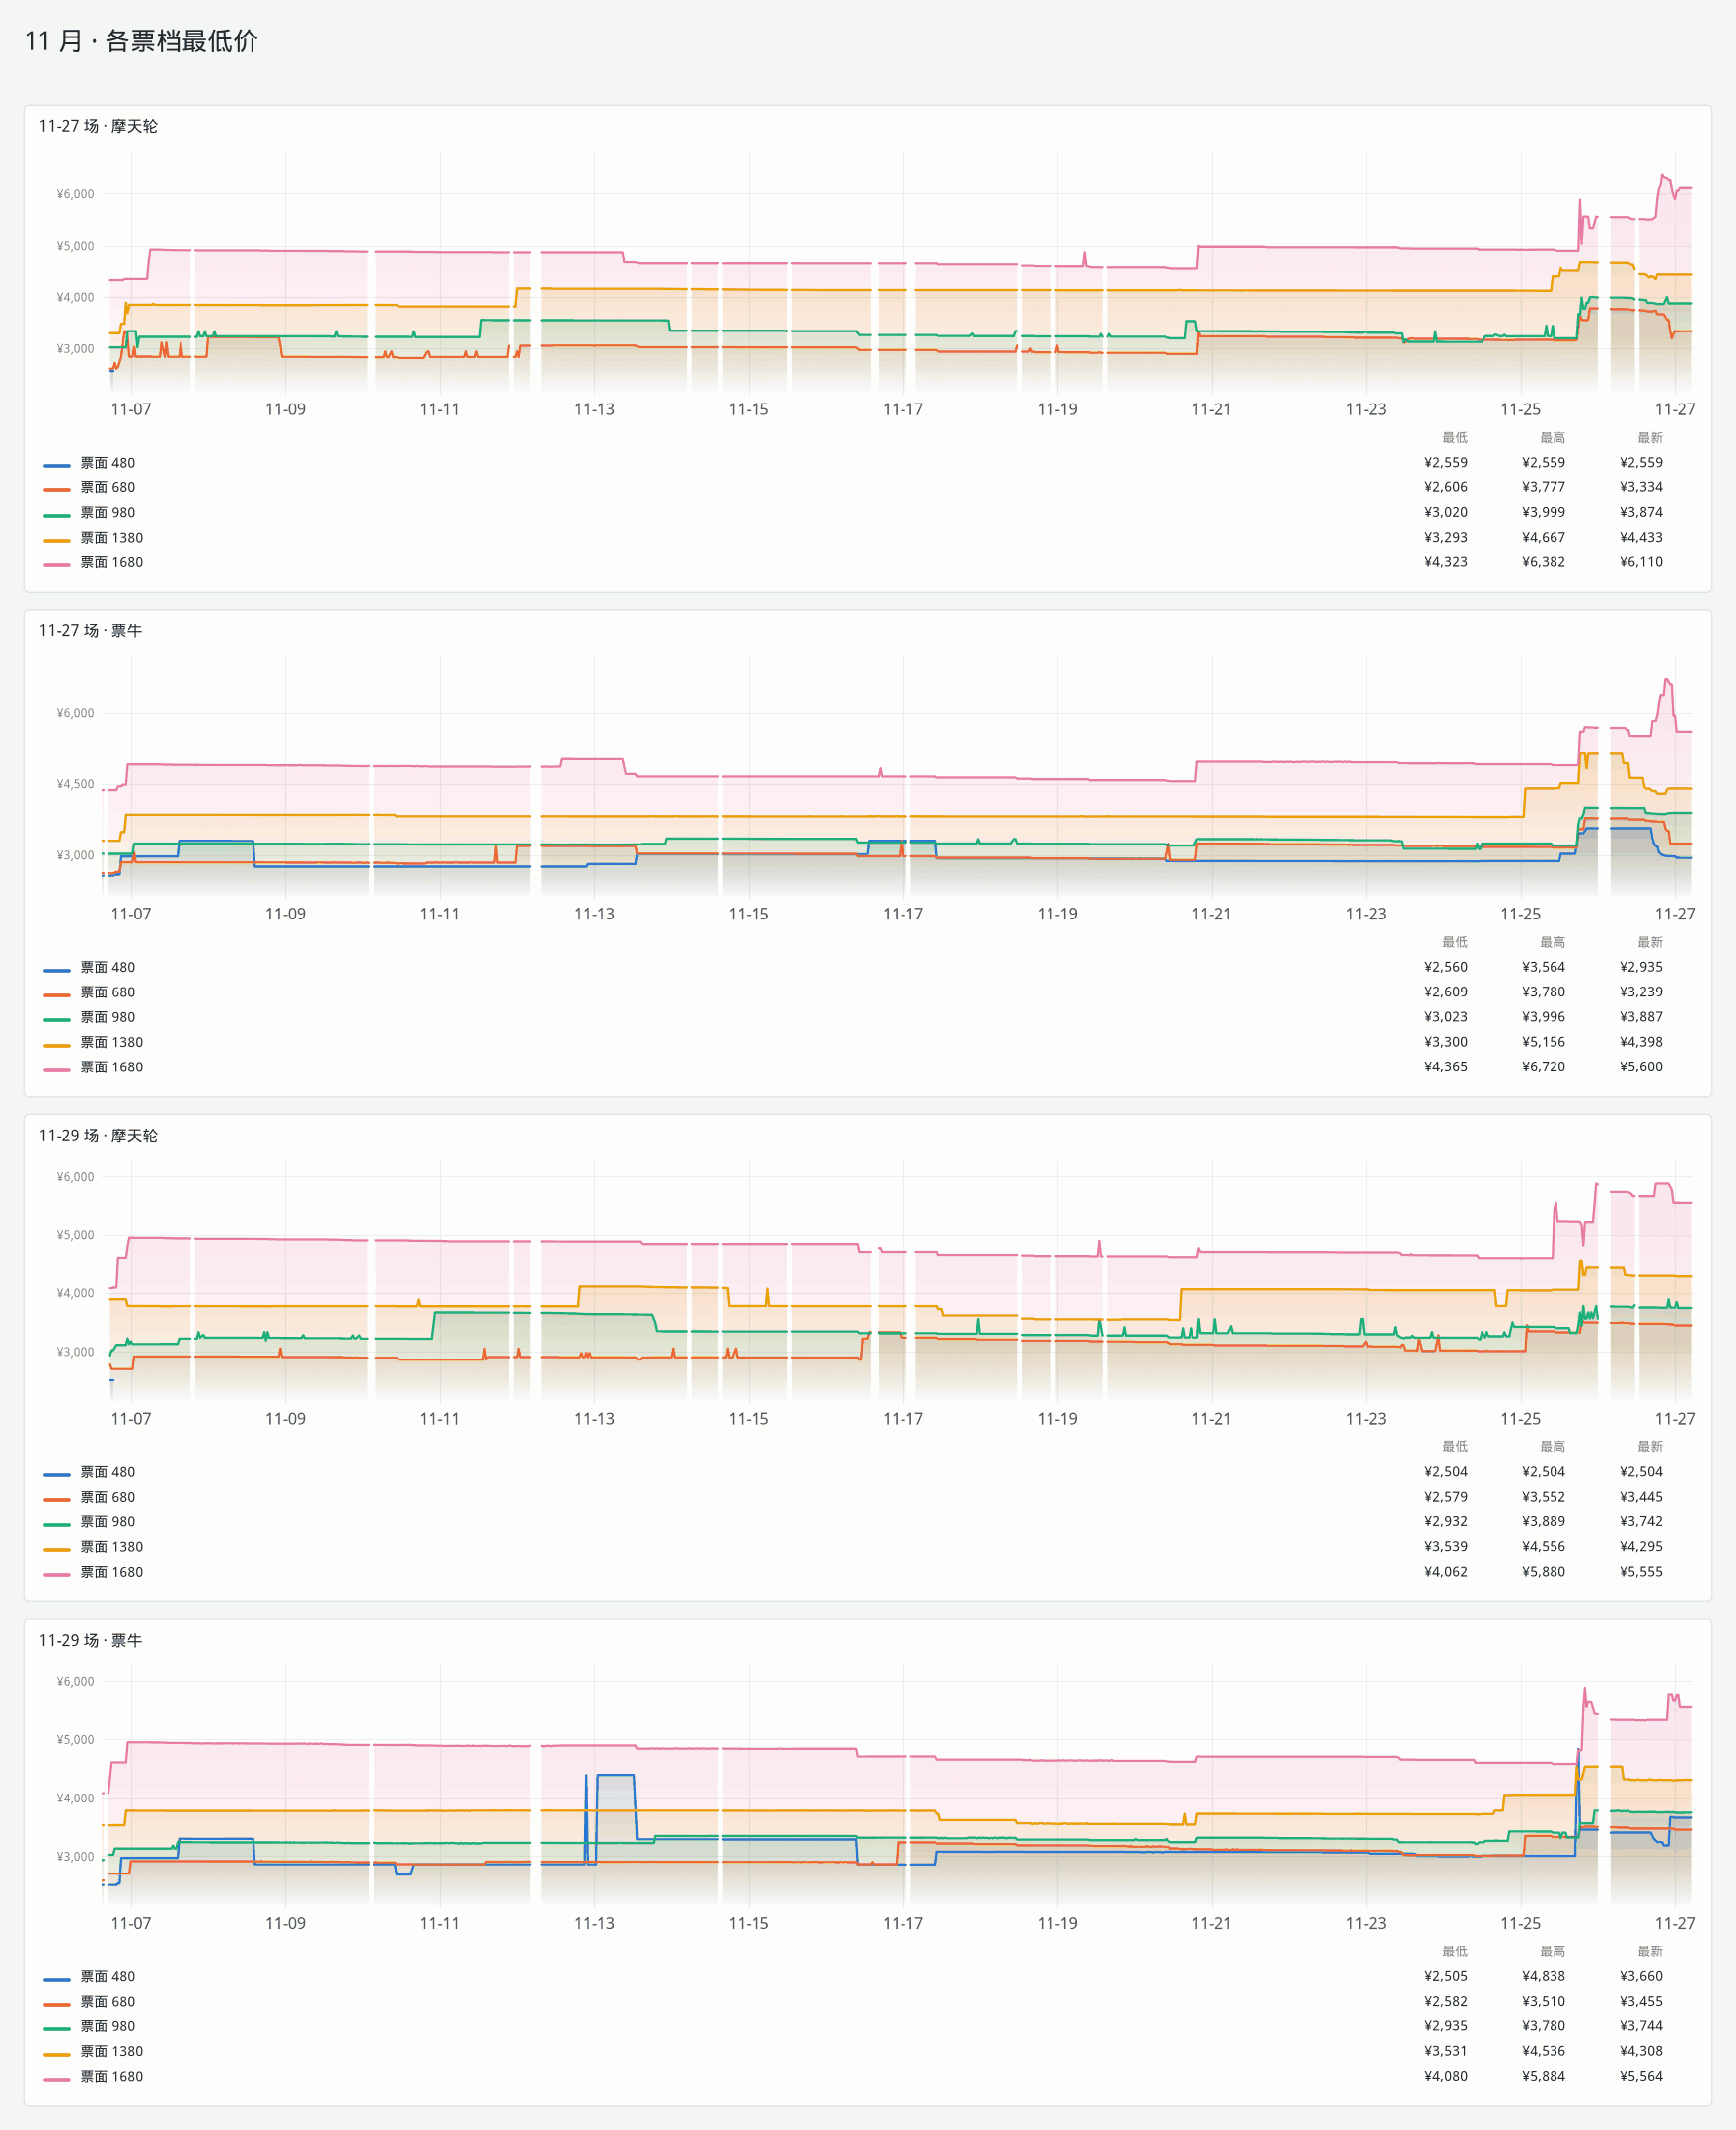 11 月 · 各票档最低价
11-27 场 · 摩天轮
¥6,000
¥5,000
¥4,000
¥3,000
11-07 11-09 11-11 11-13 11-15 11-17 11-19 11-21 11-23 11-25 11-27
最低 最高 最新
票面 480 ¥2,559 ¥2,559 ¥2,559
票面 680 ¥2,606 ¥3,777 ¥3,334
票面 980 ¥3,020 ¥3,999 ¥3,874
票面 1380 ¥3,293 ¥4,667 ¥4,433
票面 1680 ¥4,323 ¥6,382 ¥6,110
11-27 场 · 票牛
¥6,000
¥4,500
¥3,000
11-07 11-09 11-11 11-13 11-15 11-17 11-19 11-21 11-23 11-25 11-27
最低 最高 最新
票面 480 ¥2,560 ¥3,564 ¥2,935
票面 680 ¥2,609 ¥3,780 ¥3,239
票面 980 ¥3,023 ¥3,996 ¥3,887
票面 1380 ¥3,300 ¥5,156 ¥4,398
票面 1680 ¥4,365 ¥6,720 ¥5,600
11-29 场 · 摩天轮
¥6,000
¥5,000
¥4,000
¥3,000
11-07 11-09 11-11 11-13 11-15 11-17 11-19 11-21 11-23 11-25 11-27
最低 最高 最新
票面 480 ¥2,504 ¥2,504 ¥2,504
票面 680 ¥2,579 ¥3,552 ¥3,445
票面 980 ¥2,932 ¥3,889 ¥3,742
票面 1380 ¥3,539 ¥4,556 ¥4,295
票面 1680 ¥4,062 ¥5,880 ¥5,555
11-29 场 · 票牛
¥6,000
¥5,000
¥4,000
¥3,000
11-07 11-09 11-11 11-13 11-15 11-17 11-19 11-21 11-23 11-25 11-27
最低 最高 最新
票面 480 ¥2,505 ¥4,838 ¥3,660
票面 680 ¥2,582 ¥3,510 ¥3,455
票面 980 ¥2,935 ¥3,780 ¥3,744
票面 1380 ¥3,531 ¥4,536 ¥4,308
票面 1680 ¥4,080 ¥5,884 ¥5,564